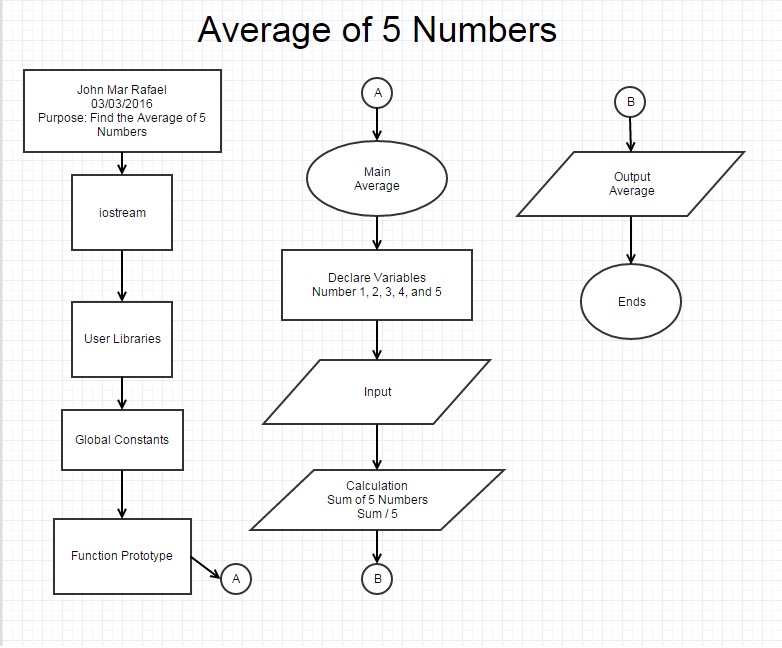 Average of 5 Numbers
John Mar Rafael
03/03/2016
Purpose: Find the Average of 5
Numbers
iostream
User Libraries
Global Constants
Function Prototype
A
A
Main
Average
Declare Variables
Number 1, 2, 3, 4, and 5
Input
Calculation
Sum of 5 Numbers
Sum / 5
B
B
Output
Average
Ends